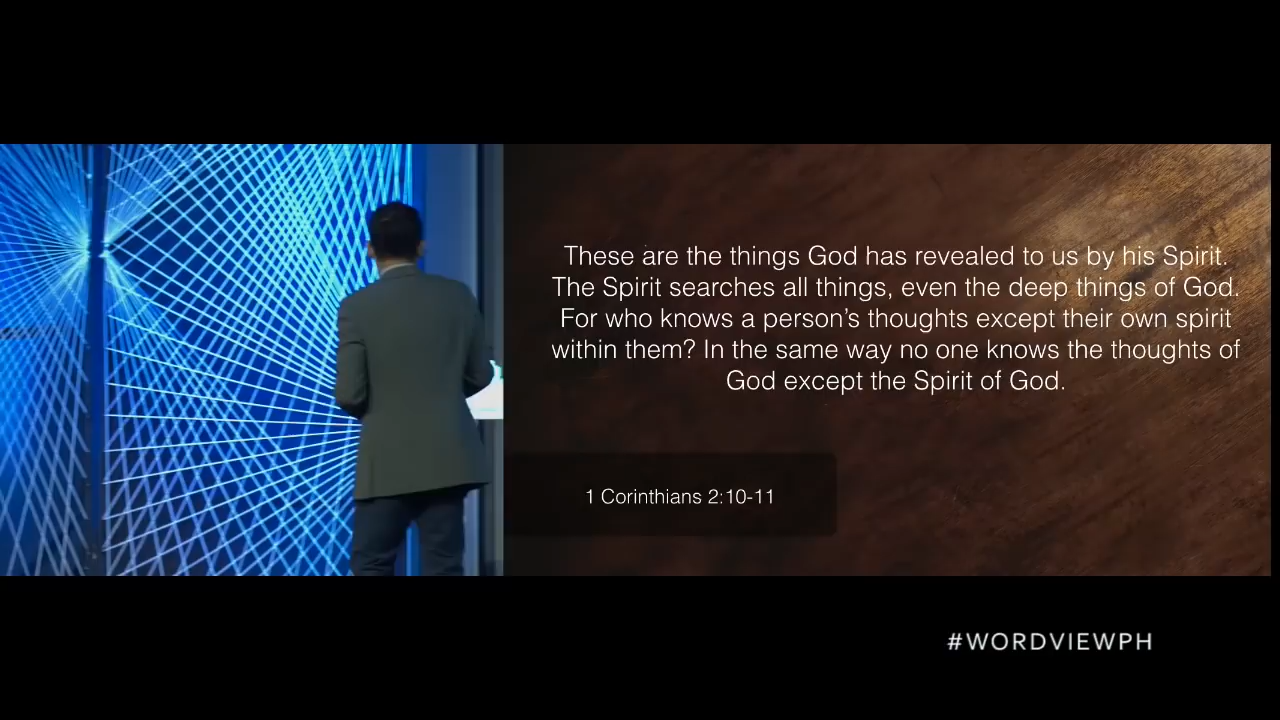 These are the things God has revealed to us by his Spirit.
The Spirit searches all things, even the deep things of God.
For who knows a person's thoughts except their own spirit
within them? In the same way no one knows the thoughts of
God except the Spirit of God.
1 Corinthians 2:10-11
#WORDVIEWPH